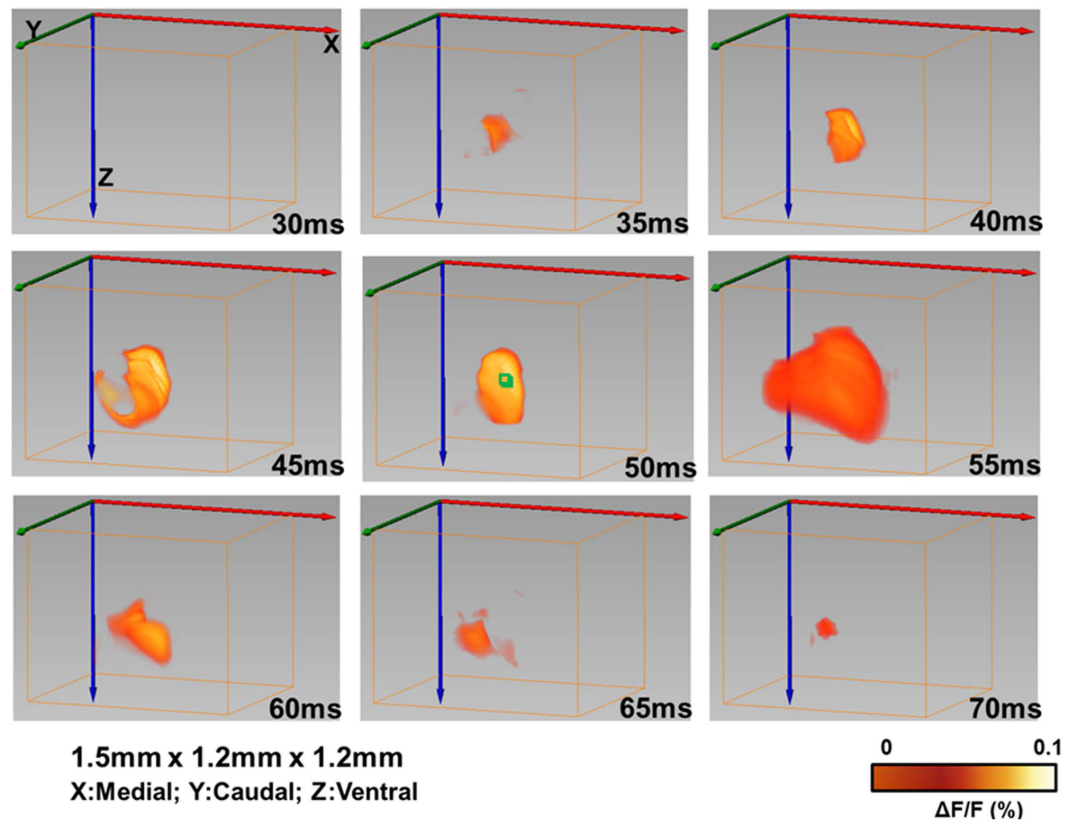 Y
X
Z
30ms
35ms
40ms
45ms
50ms
55ms
60ms
65ms
70ms
1.5mm x 1.2mm x 1.2mm
X:Medial; Y:Caudal; Z:Ventral
0 0.1
ΔF/F (%)